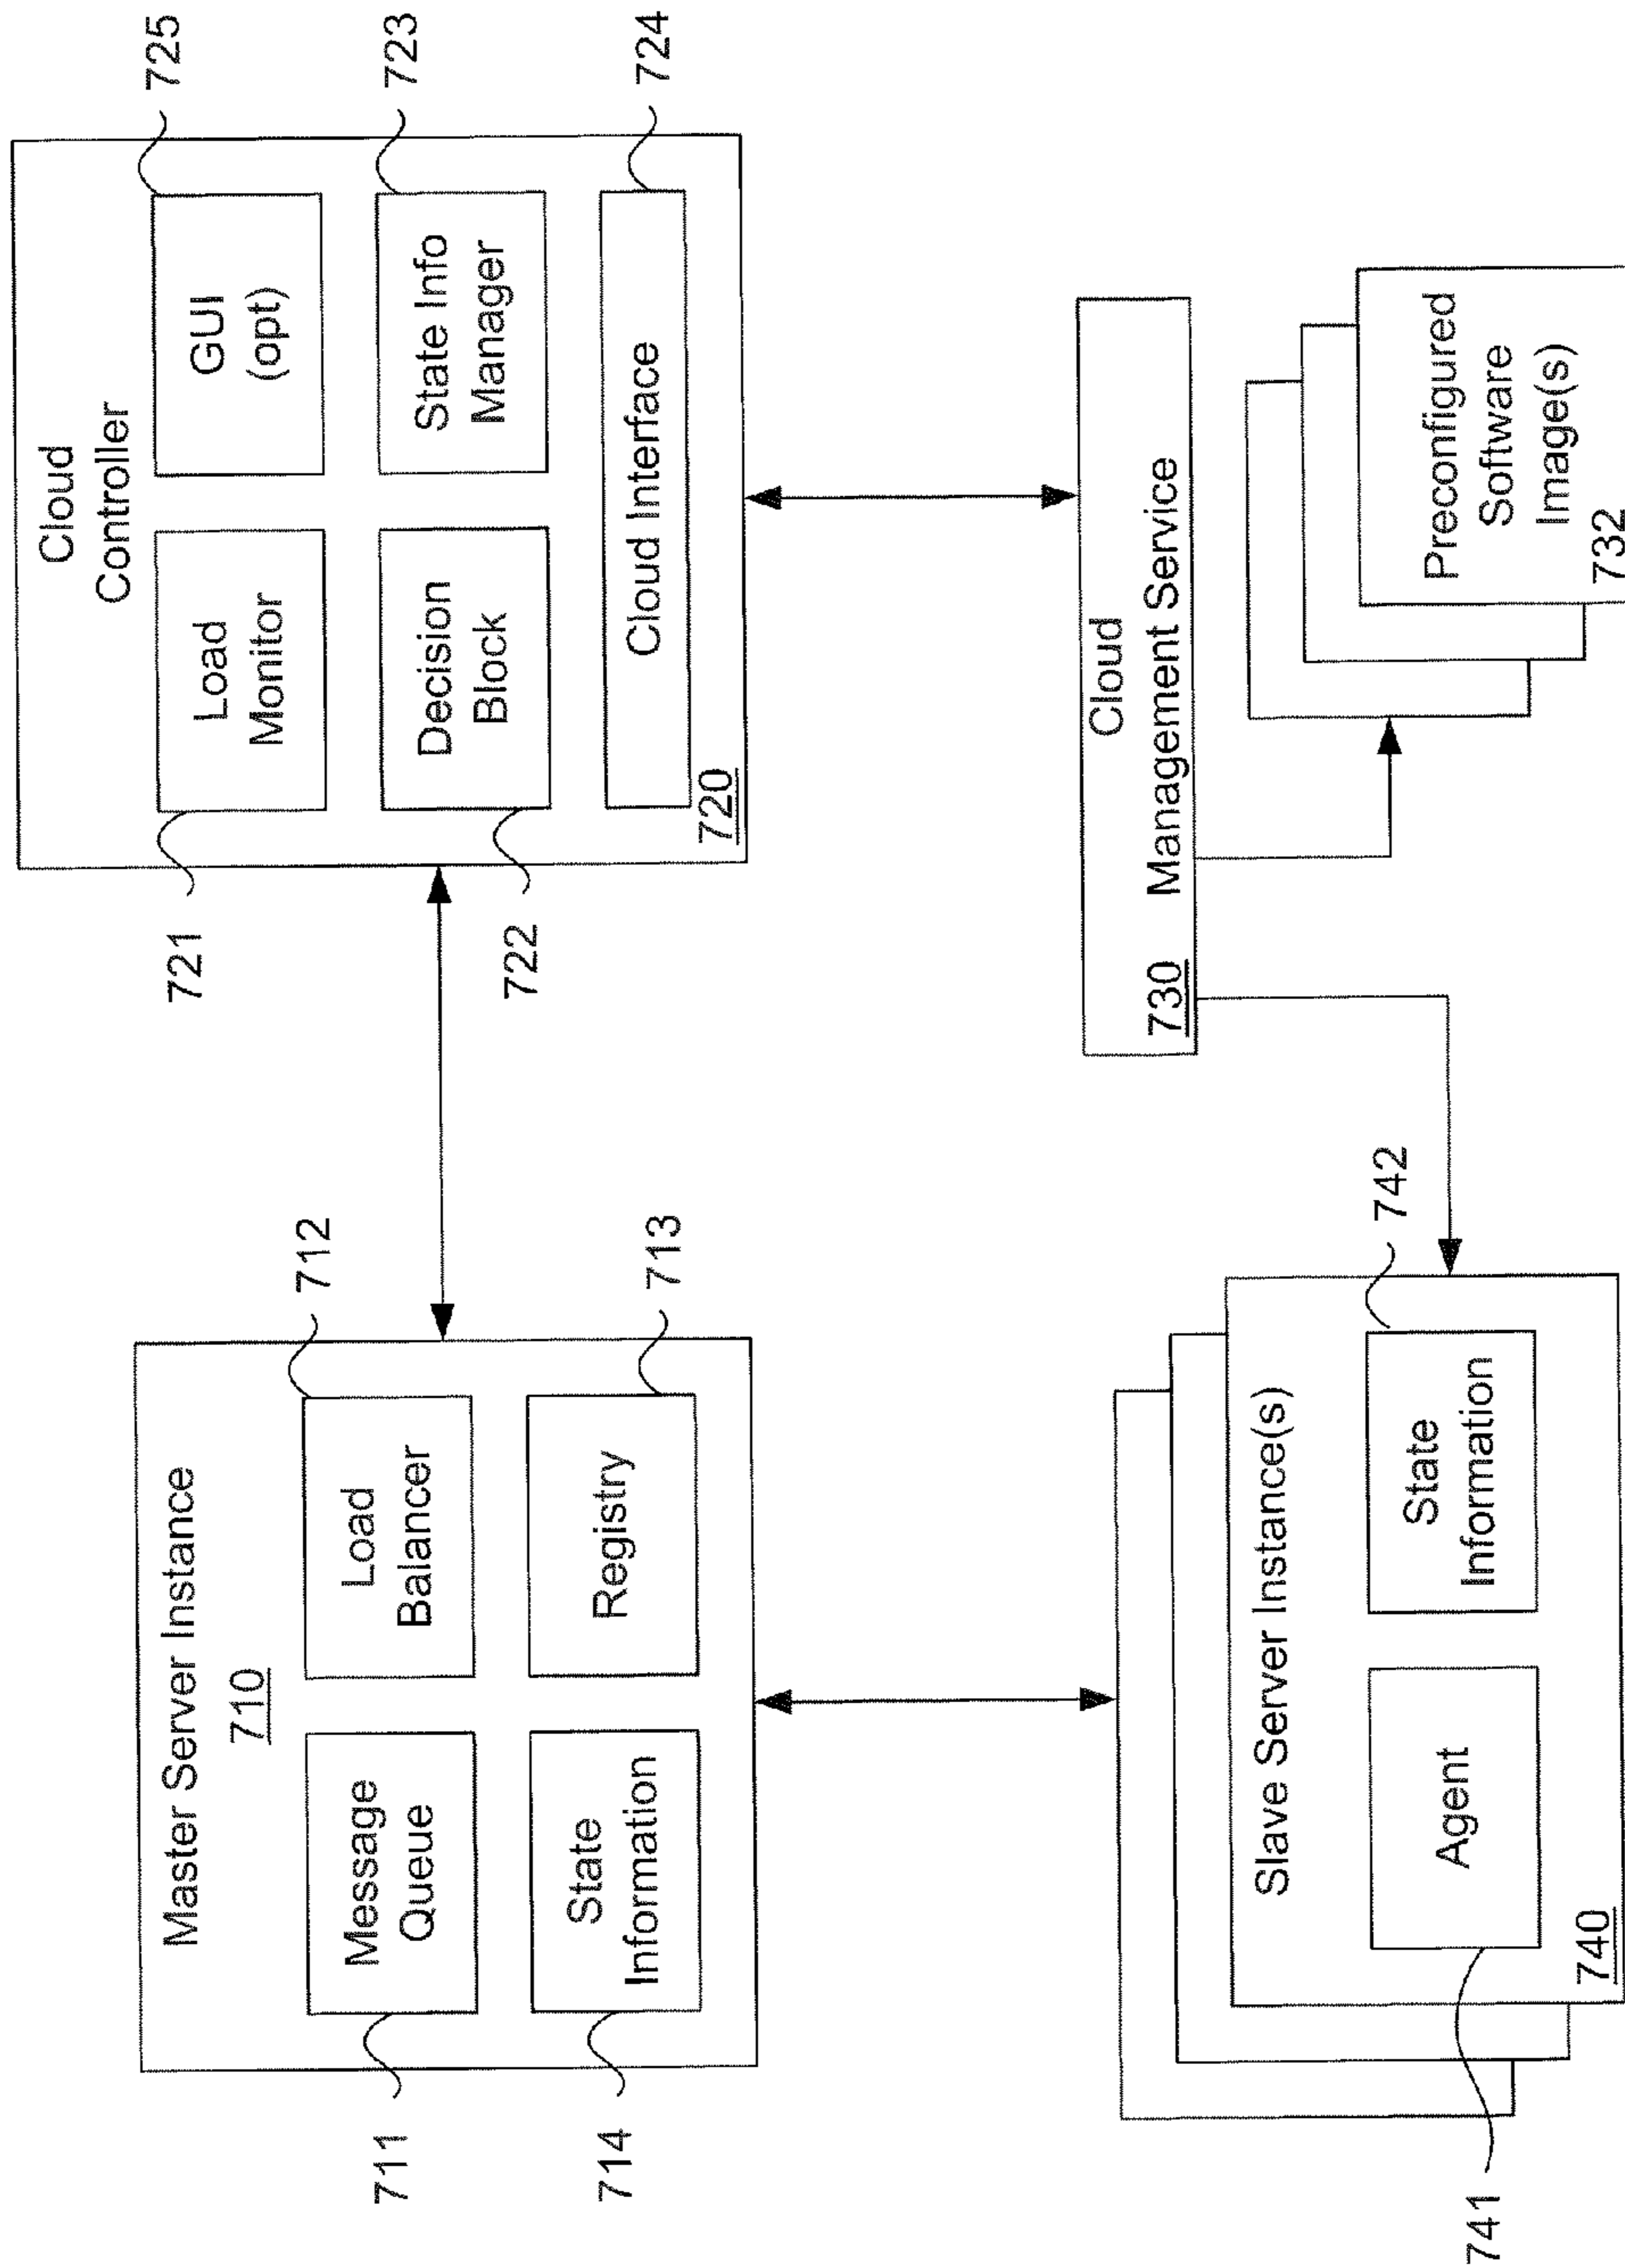 Master Server Instance
710
Message
Queue
Load
Balancer
State
Information
Registry
711
712
714
713
Cloud
Controller
Load
Monitor
GUI
(opt)
Decision
Block
State Info
Manager
Cloud Interface
720
721
725
722
723
724
Slave Server Instance(s)
Agent
State
Information
740
741
742
Cloud
730 Management Service
Preconfigured
Software
Image(s)
732